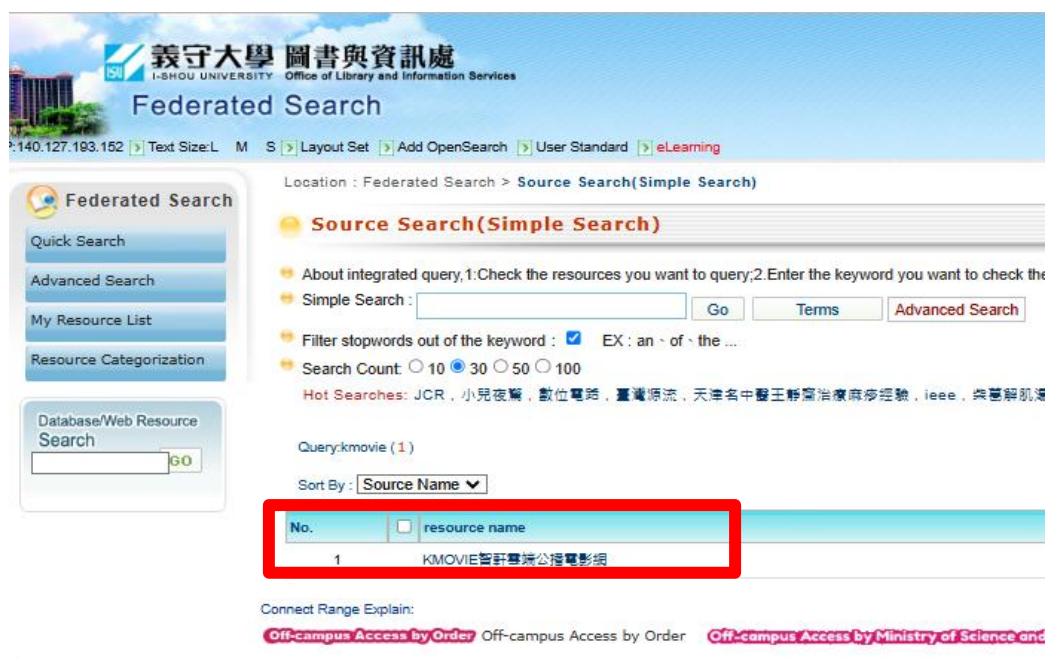 義守大學 圖書與資訊處
ISU I-SHOU UNIVERSITY Office of Library and Information Services
Federated Search
P:140.127.193.152 Text Size:L M S Layout Set Add OpenSearch User Standard eLearning
Location : Federated Search > Source Search(Simple Search)
Federated Search
Quick Search
Advanced Search
My Resource List
Resource Categorization
Database/Web Resource
Search
GO
Source Search(Simple Search)
About integrated query,1:Check the resources you want to query;2.Enter the keyword you want to check the
Simple Search : Go Terms Advanced Search
Filter stopwords out of the keyword : EX : an、of、the ...
Search Count: 10 30 50 100
Hot Searches: JCR , 小兒夜驚 , 數位電路 , 臺灣源流 , 天津名中醫王靜齋治療麻疹經驗 , ieee , 柴葛解肌湯
Query:kmovie ( 1 )
Sort By : Source Name
No. resource name
1 KMOVIE智軒雲端公播電影網
Connect Range Explain:
Off-campus Access by Order Off-campus Access by Order Off-campus Access by Ministry of Science and